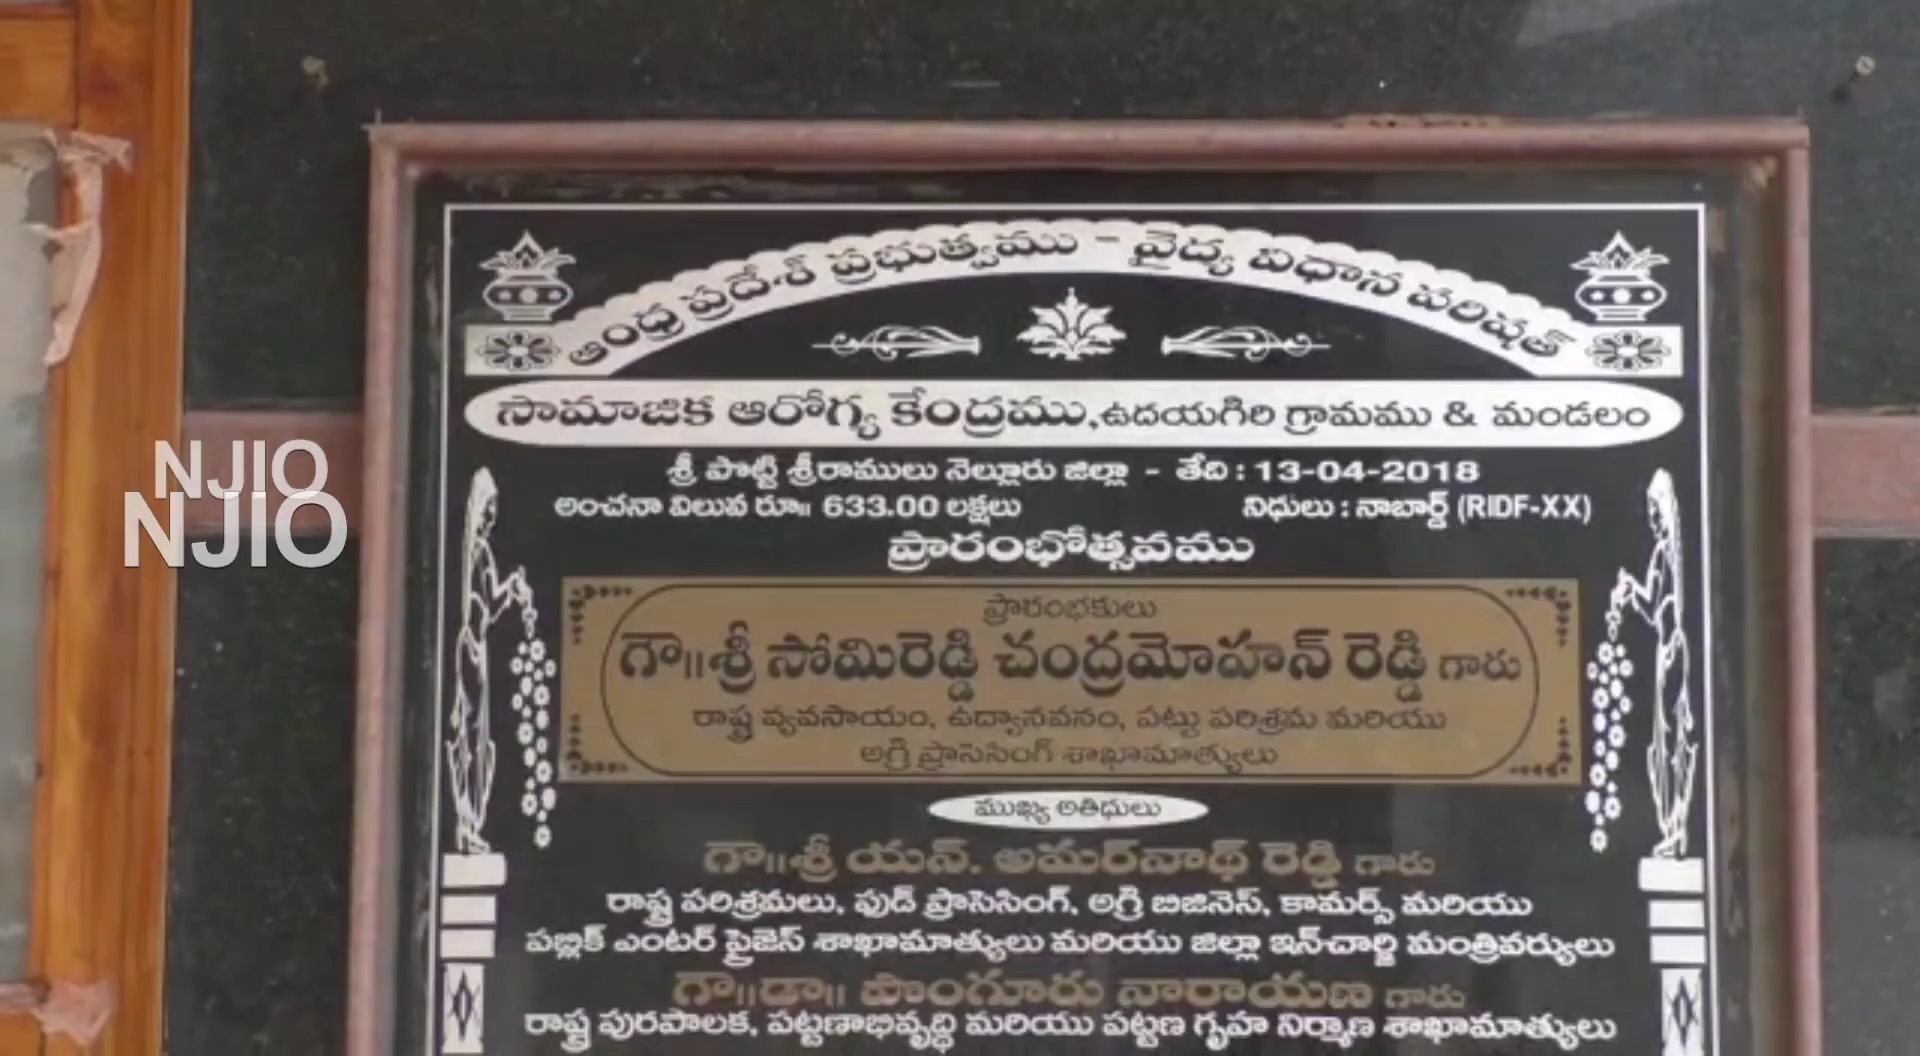 ఆంధ్ర ప్రదేశ్ ప్రభుత్వము - వైద్య విధాన పరిషత్
సామాజిక ఆరోగ్య కేంద్రము, ఉదయగిరి గ్రామము & మండలం
శ్రీ పొట్టి శ్రీరాములు నెల్లూరు జిల్లా - తేది : 13-04-2018
అంచనా విలువ రూ॥ 633.00 లక్షలు నిధులు : నాబార్డ్ (RIDF-XX)
ప్రారంభోత్సవము
ప్రారంభకులు
గౌ॥శ్రీ సోమిరెడ్డి చంద్రమోహన్ రెడ్డి గారు
రాష్ట్ర వ్యవసాయం, ఉద్యానవనం, పట్టు పరిశ్రమ మరియు
అగ్రి ప్రాసెసింగ్ శాఖామాత్యులు
ముఖ్య అతిధులు
గౌ॥శ్రీ యన్. అమర్‌నాథ్ రెడ్డి గారు
రాష్ట్ర పరిశ్రమలు, ఫుడ్ ప్రాసెసింగ్, అగ్రి బిజినెస్, కామర్స్ మరియు
పబ్లిక్ ఎంటర్ ప్రైజెస్ శాఖామాత్యులు మరియు జిల్లా ఇన్‌చార్జి మంత్రివర్యులు
గౌ॥డా॥ పొంగూరు నారాయణ గారు
రాష్ట్ర పురపాలక, పట్టణాభివృద్ధి మరియు పట్టణ గృహ నిర్మాణ శాఖామాత్యులు
NJIO
NJIO